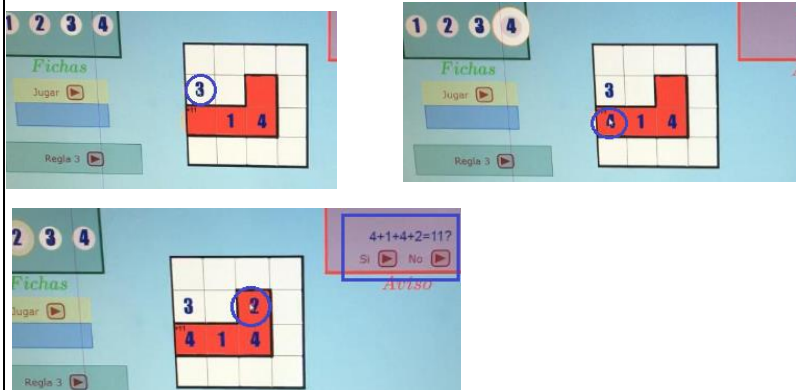 1 2 3 4
Fichas
Jugar
Regla 3
3
+11
1 4
1 2 3 4
Fichas
Jugar
Regla 3
3
4 1 4
2 3 4
Fichas
Jugar
Regla 3
3 2
+11
4 1 4
4+1+4+2=11?
Si No
Aviso